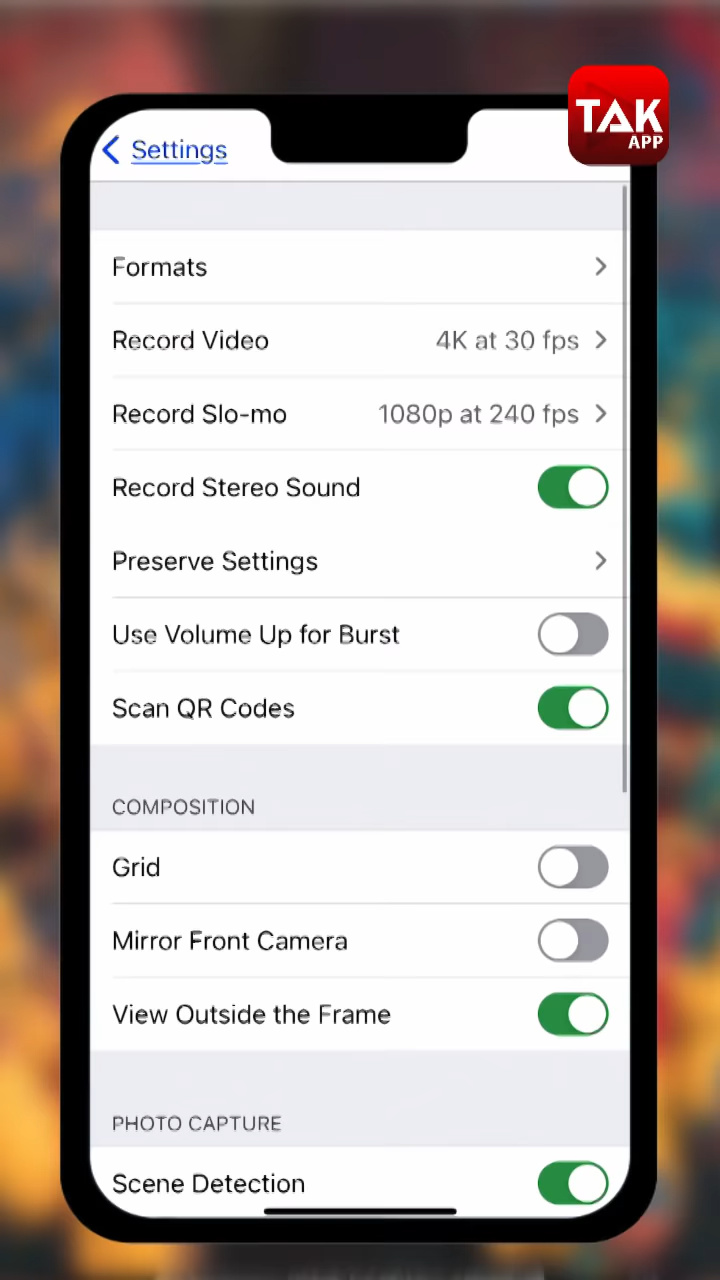 TAK
APP
Settings
Formats
Record Video 4K at 30 fps
Record Slo-mo 1080p at 240 fps
Record Stereo Sound
Preserve Settings
Use Volume Up for Burst
Scan QR Codes
COMPOSITION
Grid
Mirror Front Camera
View Outside the Frame
PHOTO CAPTURE
Scene Detection